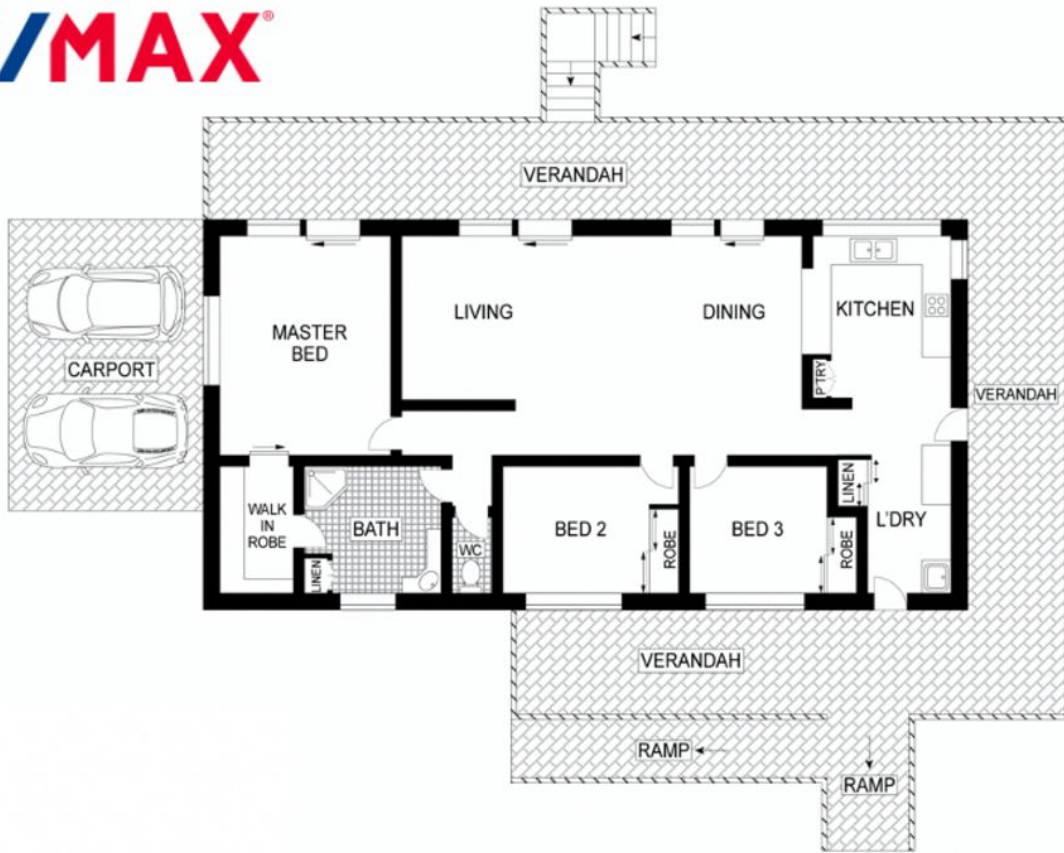 /MAX®
VERANDAH
LIVING
DINING
KITCHEN
MASTER
BED
CARPORT
P'TRY
VERANDAH
WALK
IN
ROBE
BATH
LINEN
WC
BED 2
ROBE
BED 3
ROBE
LINEN
L'DRY
VERANDAH
RAMP
RAMP